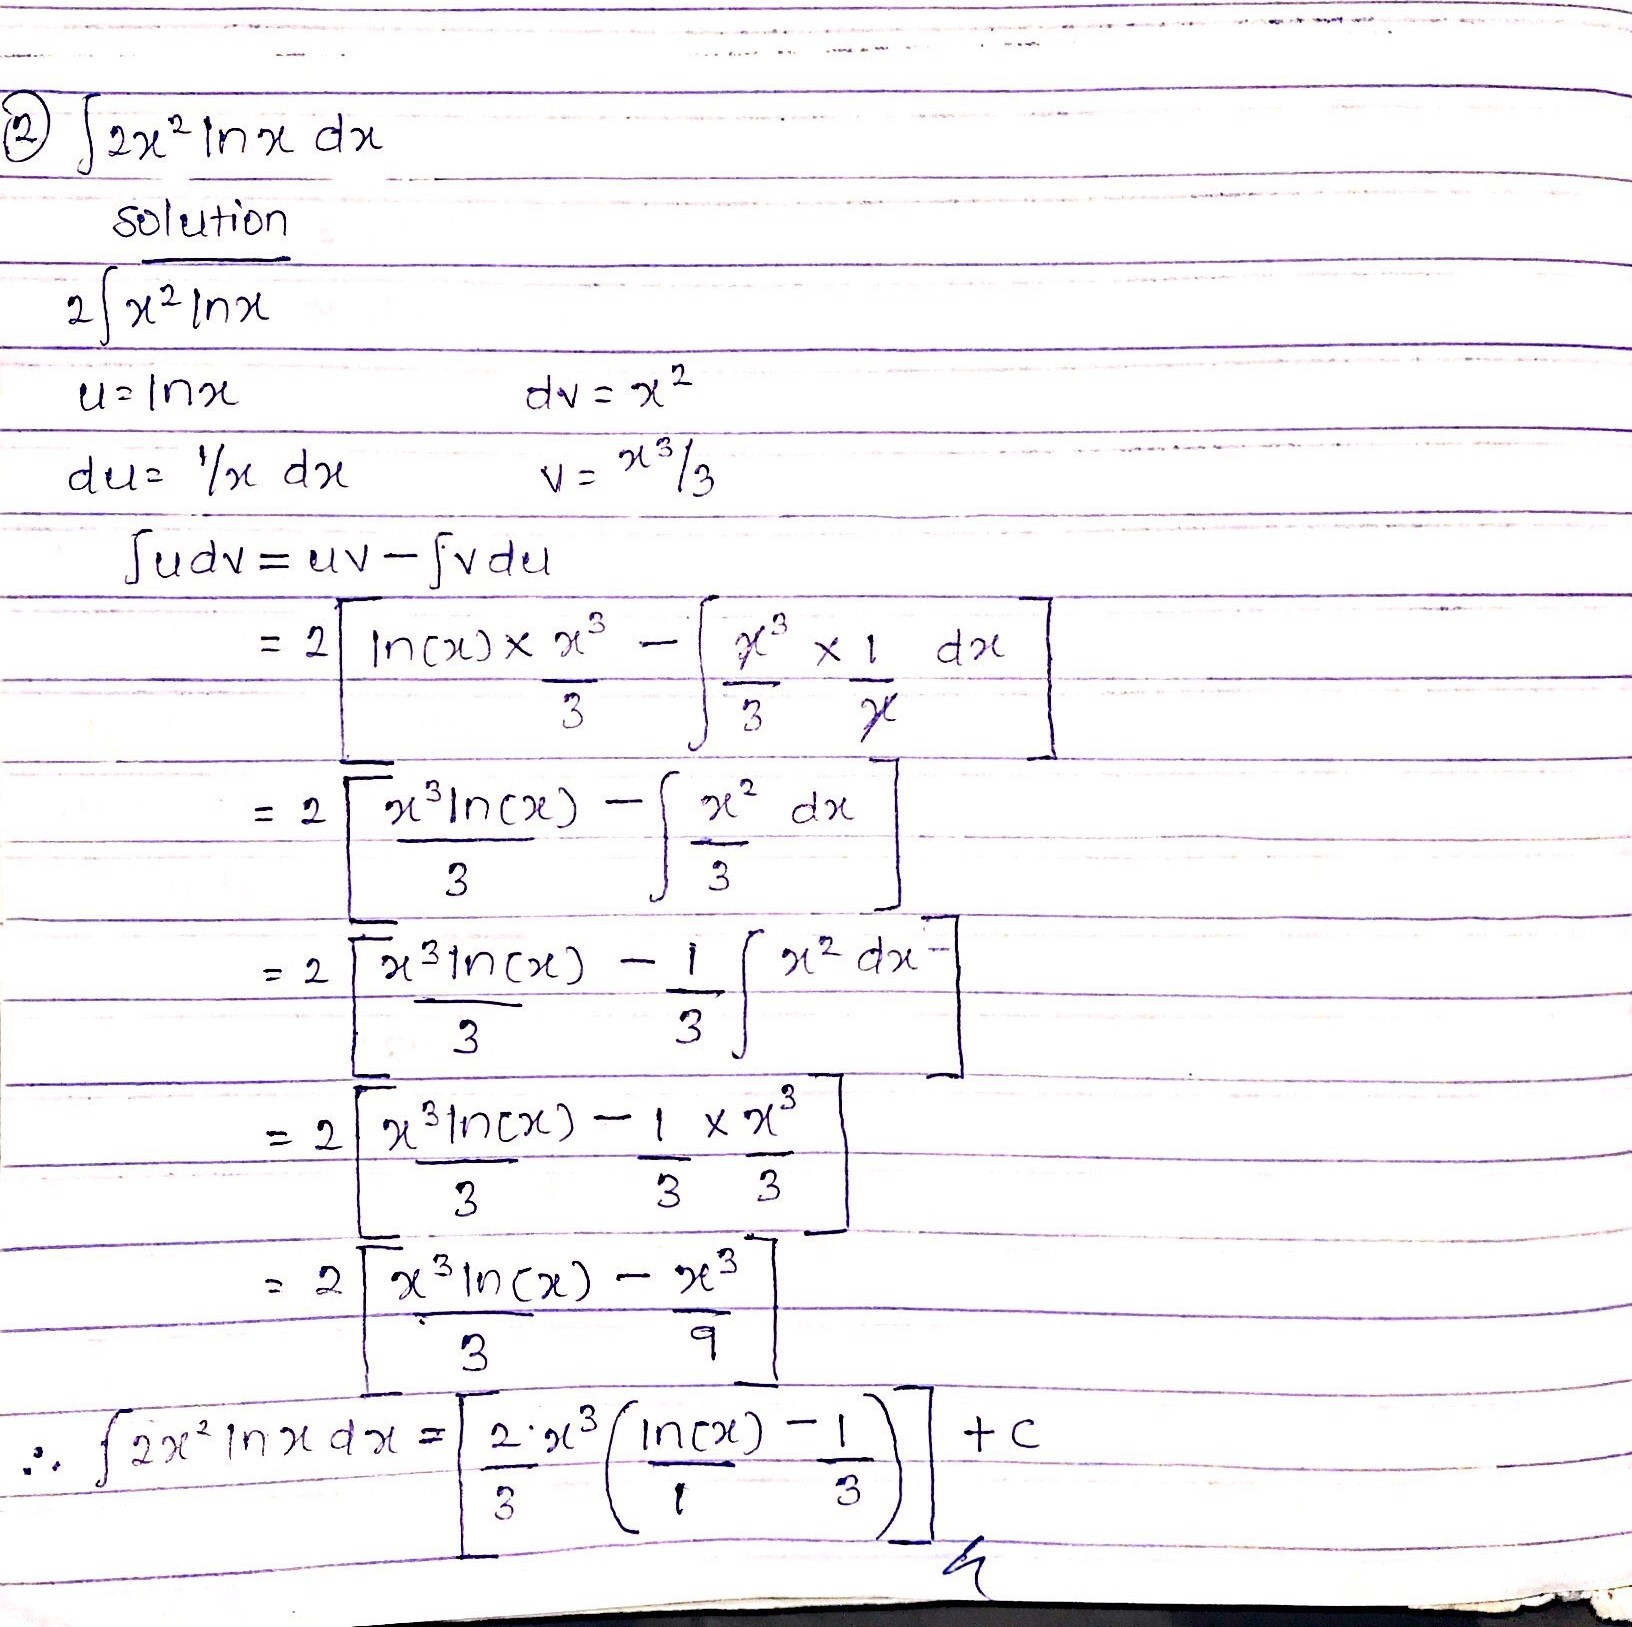 ② ∫2x² ln x dx
solution
2∫x² ln x
u = ln x dv = x²
du = 1/x dx v = x³/3
∫u dv = uv − ∫v du
= 2[ln(x) × x³/3 − ∫ x³/3 × 1/x dx]
= 2[x³ ln(x)/3 − ∫ x²/3 dx]
= 2[x³ ln(x)/3 − 1/3 ∫ x² dx]
= 2[x³ ln(x)/3 − 1/3 × x³/3]
= 2[x³ ln(x)/3 − x³/9]
∴ ∫2x² ln x dx = [2/3 · x³ (ln(x)/1 − 1/3)] + c